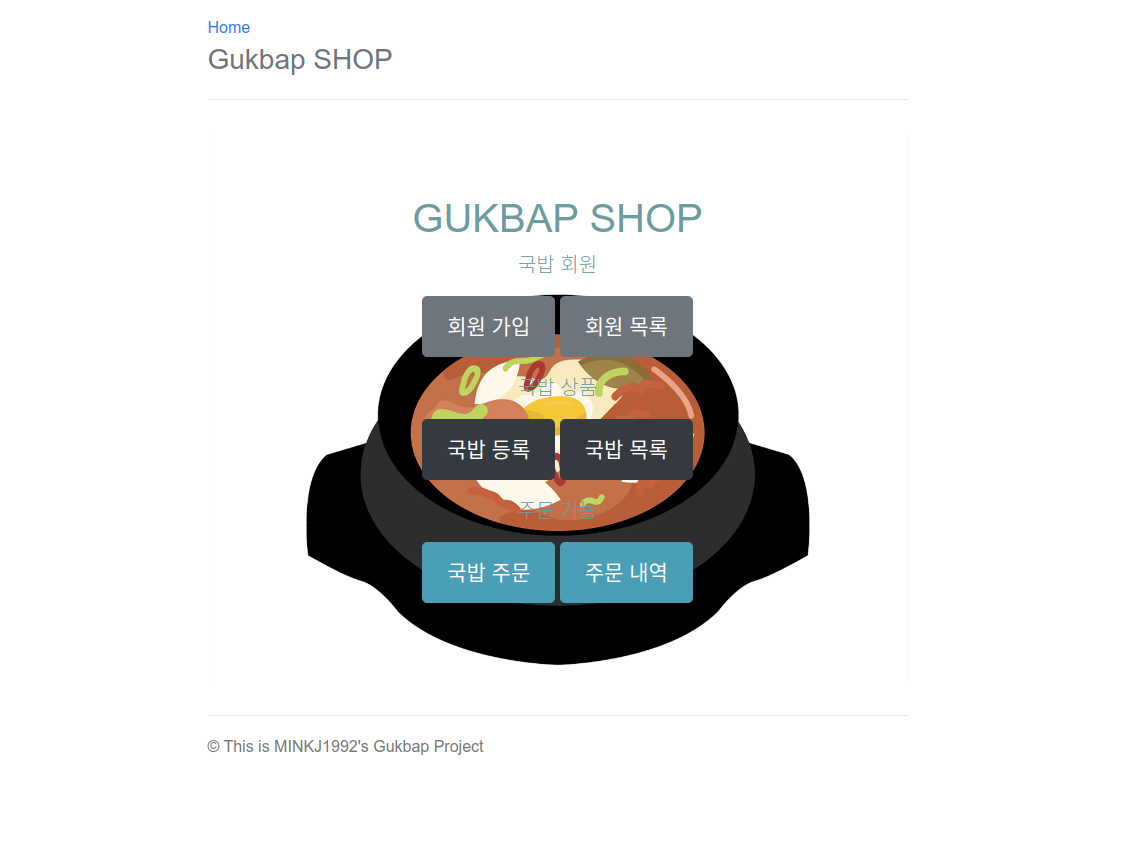 Home
Gukbap SHOP
GUKBAP SHOP
국밥 회원
회원 가입 회원 목록
국밥 상품
국밥 등록 국밥 목록
주문 기능
국밥 주문 주문 내역
© This is MINKJ1992's Gukbap Project